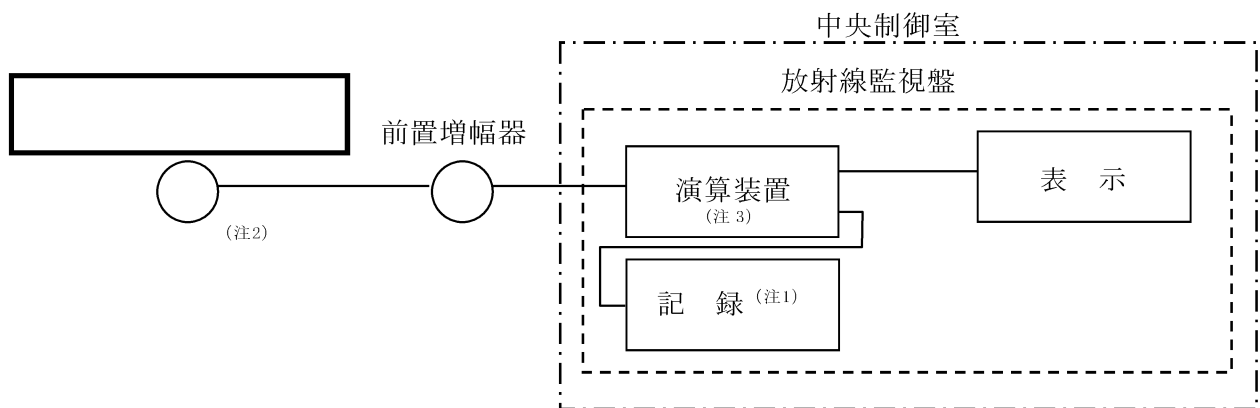 中央制御室
放射線監視盤
前置増幅器
演算装置
(注 3)
表 示
(注2)
記 録 (注1)